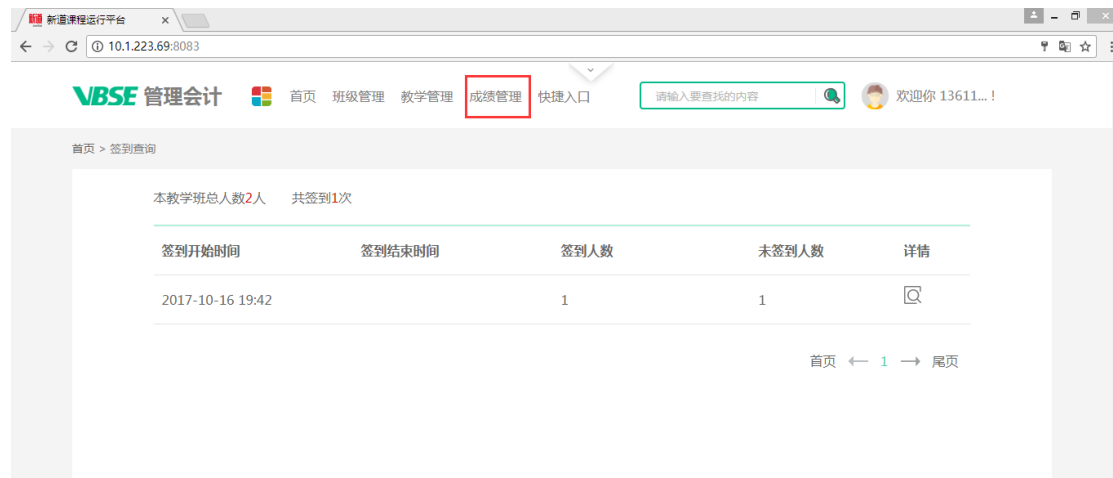 新道课程运行平台
10.1.223.69:8083
VBSE 管理会计 首页 班级管理 教学管理 成绩管理 快捷入口 请输入要查找的内容 欢迎你 13611... !
首页 > 签到查询
本教学班总人数2人 共签到1次
签到开始时间 签到结束时间 签到人数 未签到人数 详情
2017-10-16 19:42 1 1
首页 ← 1 → 尾页